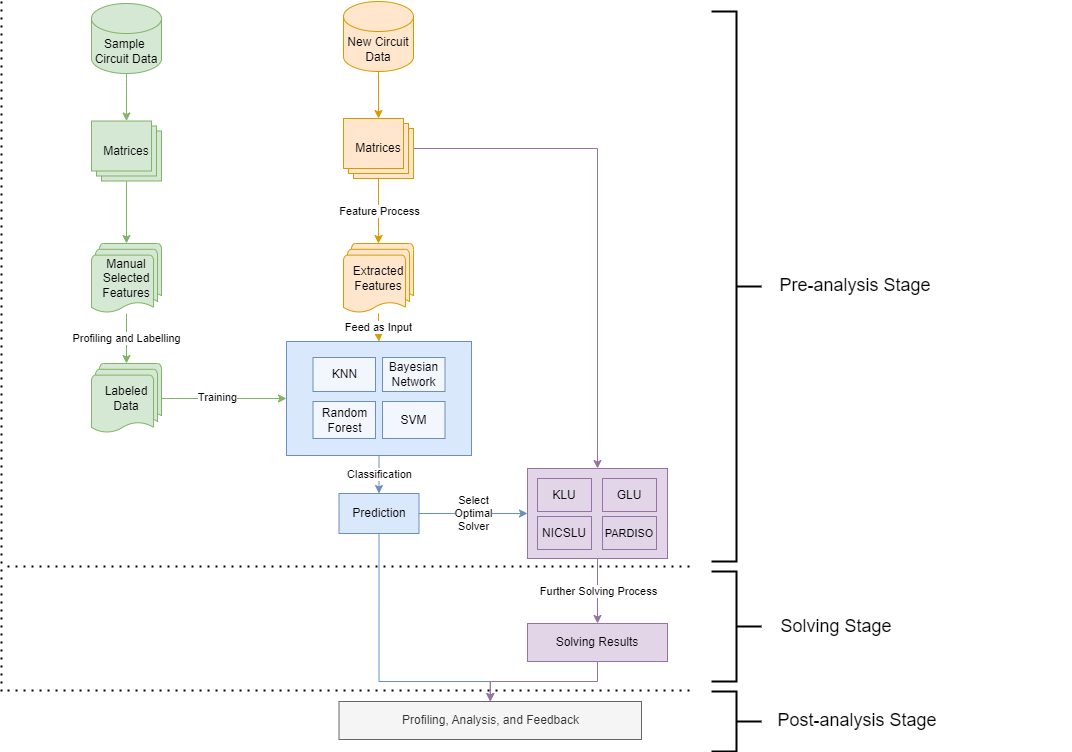 Sample
Circuit Data
New Circuit
Data
Matrices
Matrices
Feature Process
Manual
Selected
Features
Extracted
Features
Pre-analysis Stage
Feed as Input
Profiling and Labelling
KNN
Bayesian
Network
Labeled
Data
Training
Random
Forest
SVM
Classification
Prediction
Select
Optimal
Solver
KLU
GLU
NICSLU
PARDISO
Further Solving Process
Solving Results
Solving Stage
Profiling, Analysis, and Feedback
Post-analysis Stage